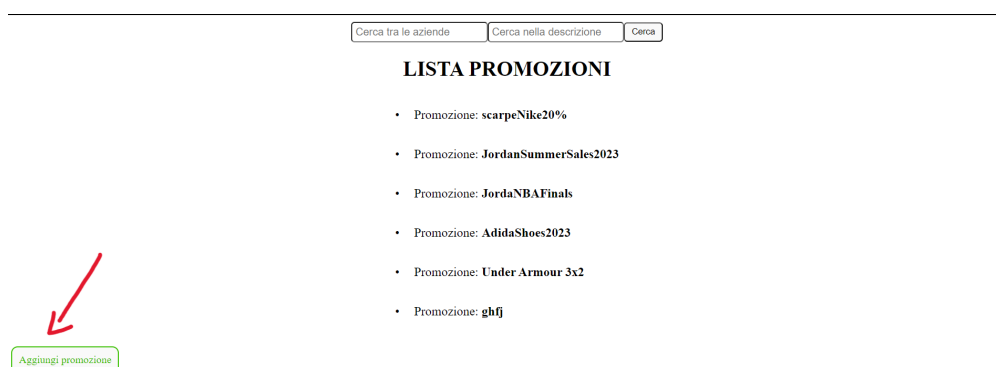 Cerca tra le aziende Cerca nella descrizione Cerca
LISTA PROMOZIONI
• Promozione: scarpeNike20%
• Promozione: JordanSummerSales2023
• Promozione: JordaNBAFinals
• Promozione: AdidaShoes2023
• Promozione: Under Armour 3x2
• Promozione: ghfj
Aggiungi promozione